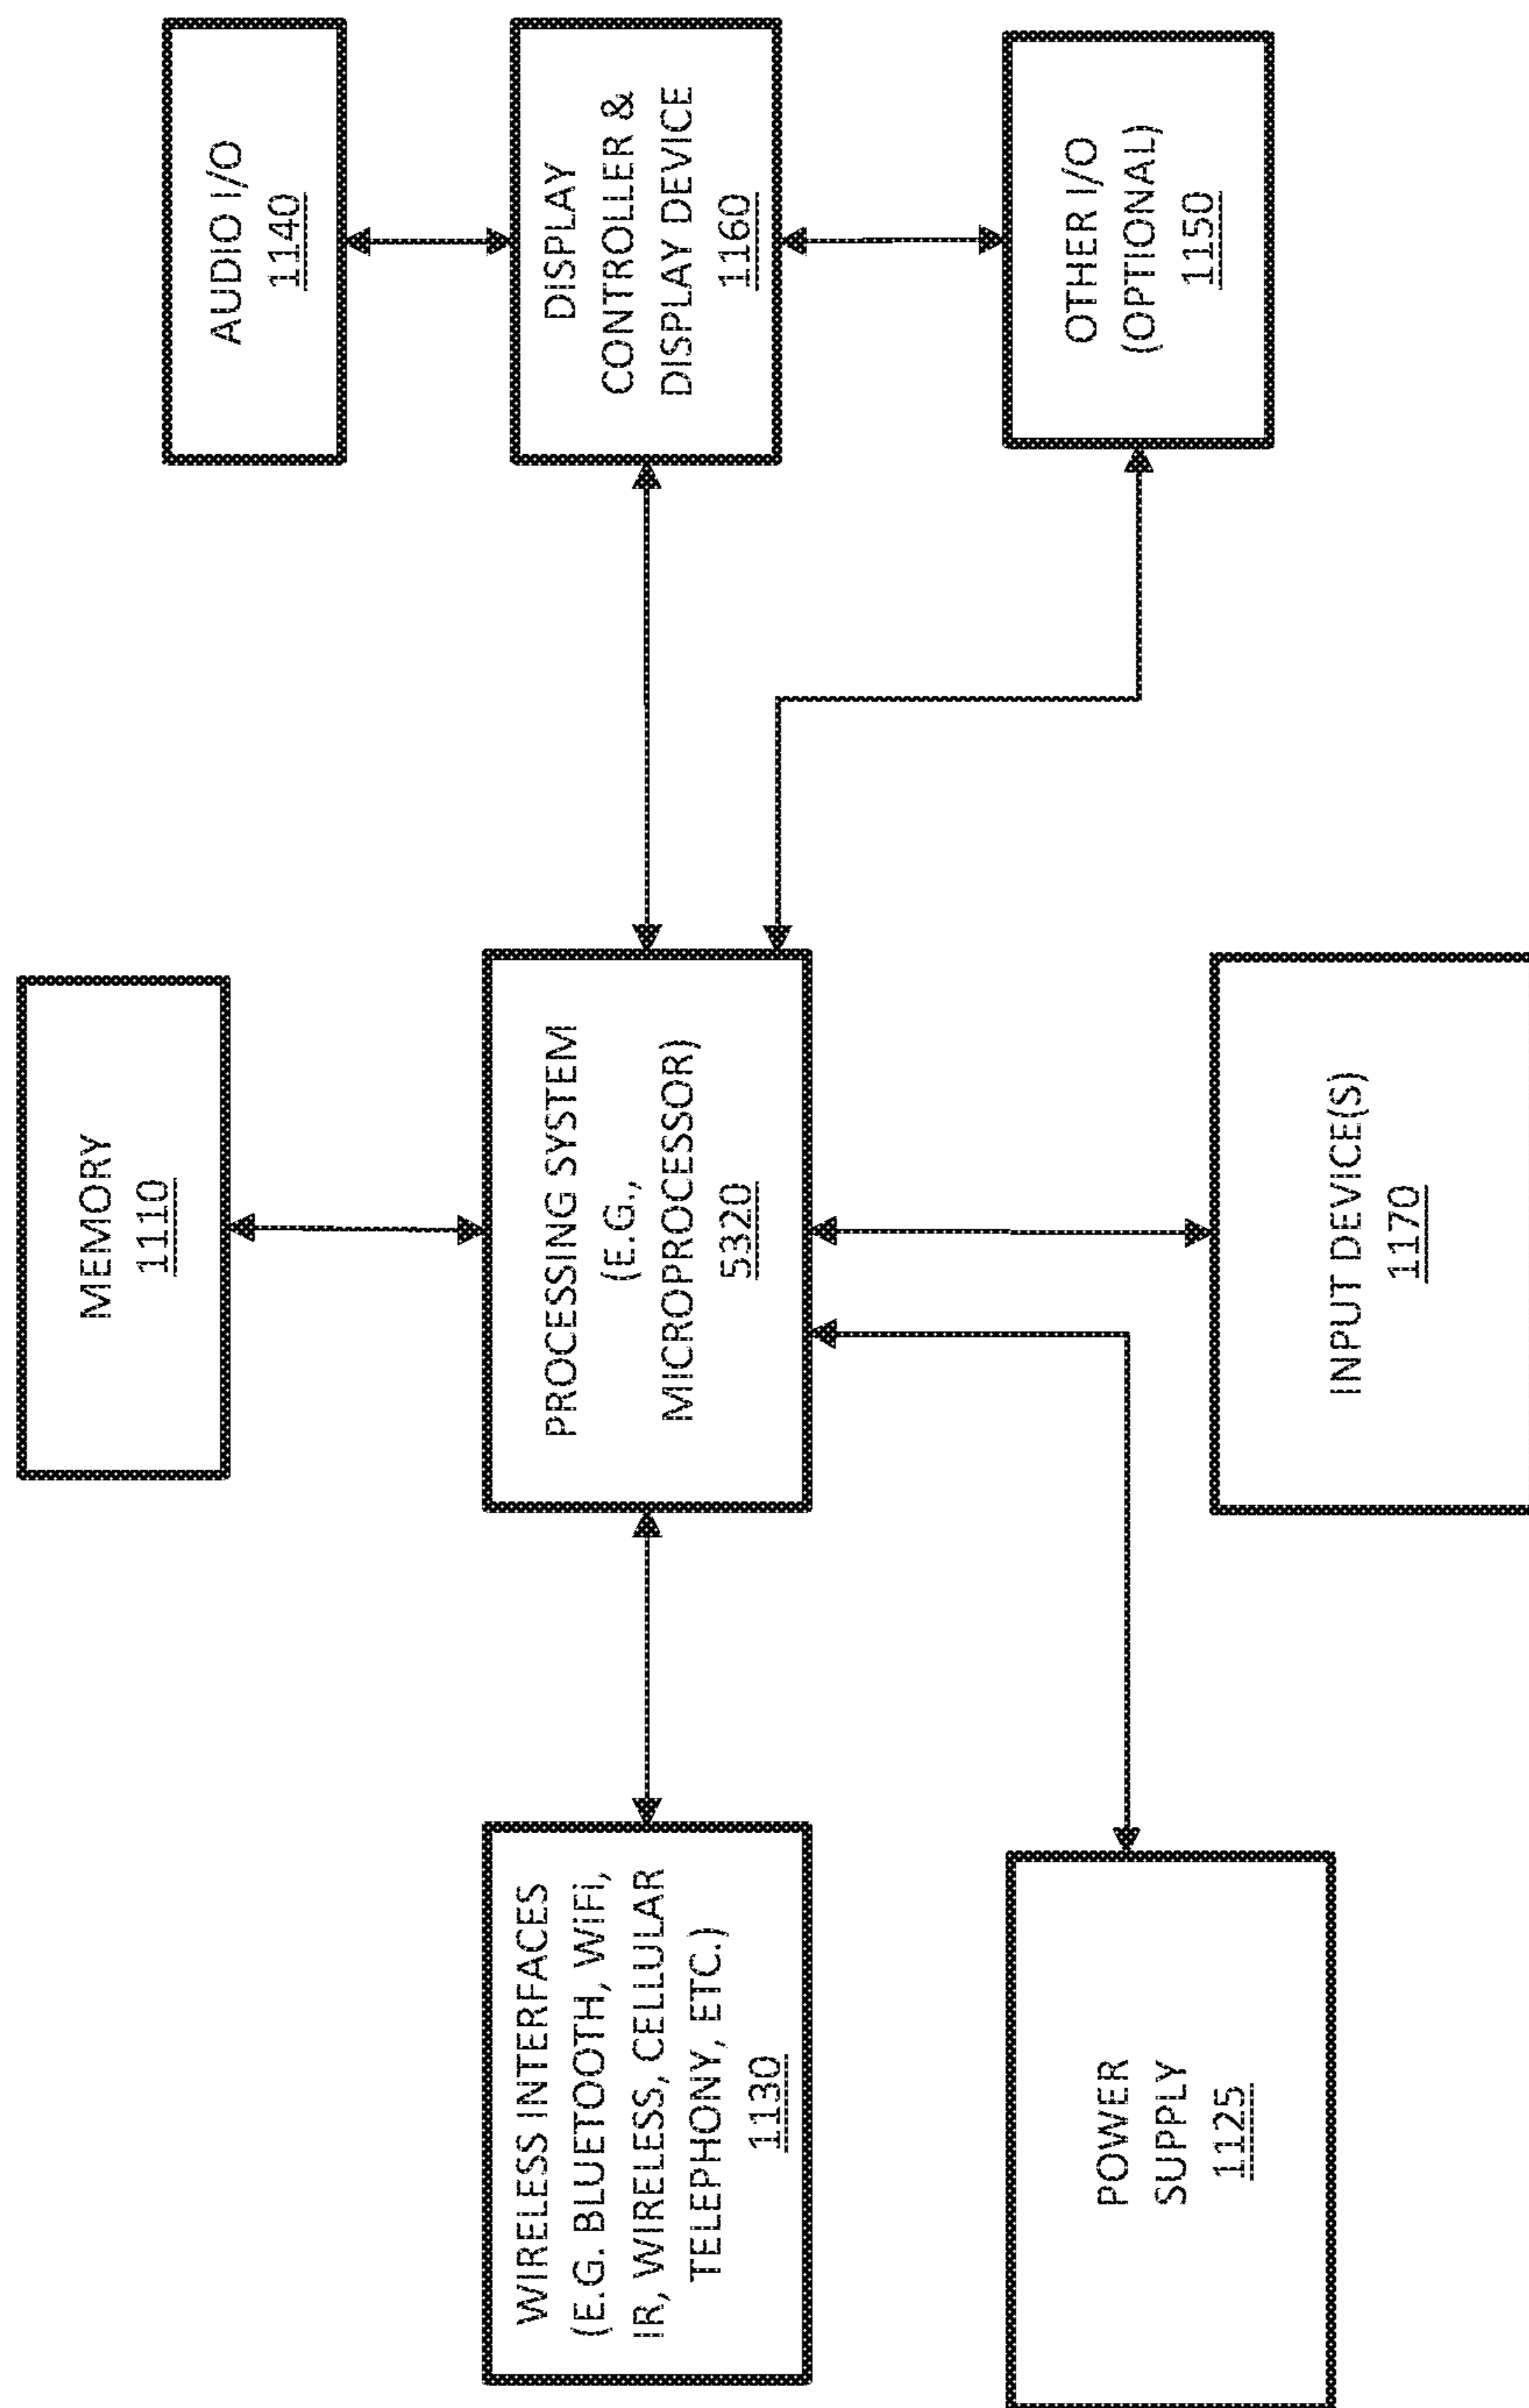 MEMORY
1110
AUDIO I/O
1140
WIRELESS INTERFACES
(E.G. BLUETOOTH, WIFI,
IR, WIRELESS, CELLULAR
TELEPHONY, ETC.)
1130
PROCESSING SYSTEM
(E.G.,
MICROPROCESSOR)
5320
DISPLAY
CONTROLLER &
DISPLAY DEVICE
1160
POWER
SUPPLY
1125
INPUT DEVICE(S)
1170
OTHER I/O
(OPTIONAL)
1150